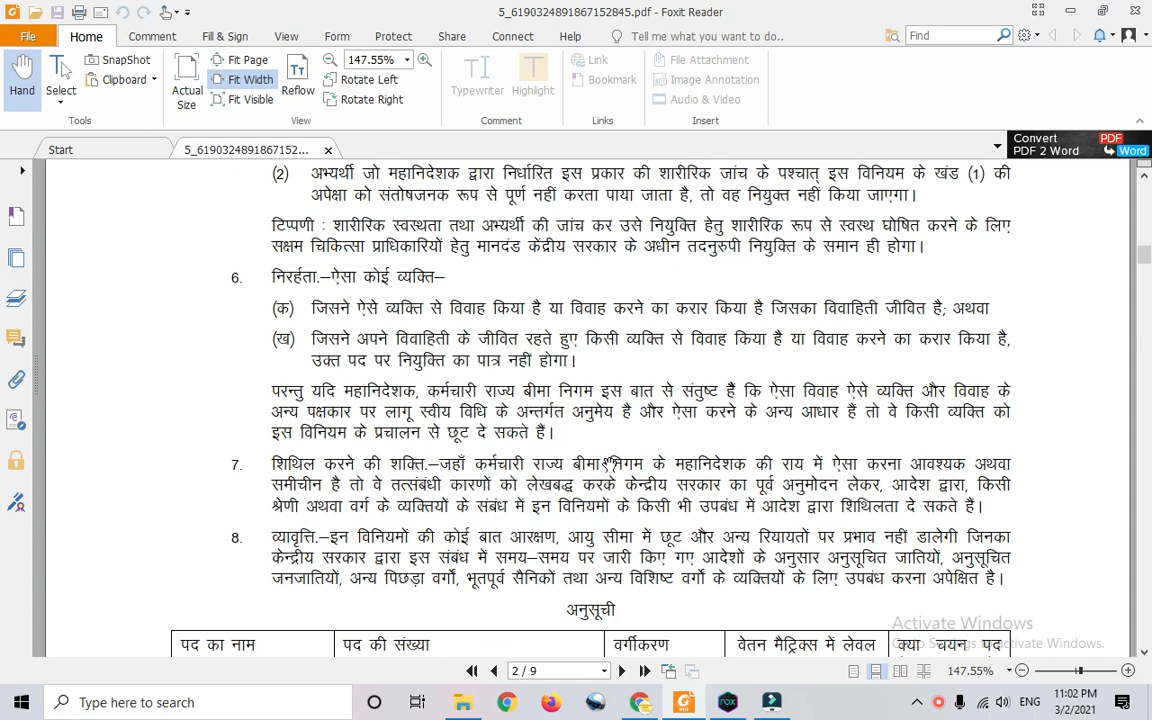 5_6190324891867152845.pdf - Foxit Reader
File Home Comment Fill & Sign View Form Protect Share Connect Help Tell me what you want to do.. Find
Hand Select SnapShot Clipboard Actual Size Fit Page Fit Width Fit Visible Reflow 147.55% Rotate Left Rotate Right Typewriter Highlight Link Bookmark File Attachment Image Annotation Audio & Video
Tools View Comment Links Insert
Start 5_6190324891867152... Convert PDF 2 Word PDF Word
(2) अभ्यर्थी जो महानिदेशक द्वारा निर्धारित इस प्रकार की शारीरिक जांच के पश्चात् इस विनियम के खंड (1) की
अपेक्षा को संतोषजनक रूप से पूर्ण नहीं करता पाया जाता है, तो वह नियुक्त नहीं किया जाएगा।
टिप्पणी : शारीरिक स्वस्थता तथा अभ्यर्थी की जांच कर उसे नियुक्ति हेतु शारीरिक रूप से स्वस्थ घोषित करने के लिए
सक्षम चिकित्सा प्राधिकारियों हेतु मानदंड केंद्रीय सरकार के अधीन तदनुरुपी नियुक्ति के समान ही होगा।
6. निरर्हता.–ऐसा कोई व्यक्ति–
(क) जिसने ऐसे व्यक्ति से विवाह किया है या विवाह करने का करार किया है जिसका विवाहिती जीवित है; अथवा
(ख) जिसने अपने विवाहिती के जीवित रहते हुए किसी व्यक्ति से विवाह किया है या विवाह करने का करार किया है,
उक्त पद पर नियुक्ति का पात्र नहीं होगा।
परन्तु यदि महानिदेशक, कर्मचारी राज्य बीमा निगम इस बात से संतुष्ट हैं कि ऐसा विवाह ऐसे व्यक्ति और विवाह के
अन्य पक्षकार पर लागू स्वीय विधि के अन्तर्गत अनुमेय है और ऐसा करने के अन्य आधार हैं तो वे किसी व्यक्ति को
इस विनियम के प्रचालन से छूट दे सकते हैं।
7. शिथिल करने की शक्ति.–जहाँ कर्मचारी राज्य बीमा निगम के महानिदेशक की राय में ऐसा करना आवश्यक अथवा
समीचीन है तो वे तत्संबंधी कारणों को लेखबद्ध करके केन्द्रीय सरकार का पूर्व अनुमोदन लेकर, आदेश द्वारा, किसी
श्रेणी अथवा वर्ग के व्यक्तियों के संबंध में इन विनियमों के किसी भी उपबंध में आदेश द्वारा शिथिलता दे सकते हैं।
8. व्यावृत्ति.–इन विनियमों की कोई बात आरक्षण, आयु सीमा में छूट और अन्य रियायतों पर प्रभाव नहीं डालेगी जिनका
केन्द्रीय सरकार द्वारा इस संबंध में समय–समय पर जारी किए गए आदेशों के अनुसार अनुसूचित जातियों, अनुसूचित
जनजातियों, अन्य पिछड़ा वर्गों, भूतपूर्व सैनिकों तथा अन्य विशिष्ट वर्गों के व्यक्तियों के लिए उपबंध करना अपेक्षित है।
अनुसूची
पद का नाम पद की संख्या वर्गीकरण वेतन मैट्रिक्स में लेवल क्या चयन पद
Activate Windows
Go to Settings to activate Windows.
2 / 9 147.55%
Type here to search ENG 11:02 PM
3/2/2021